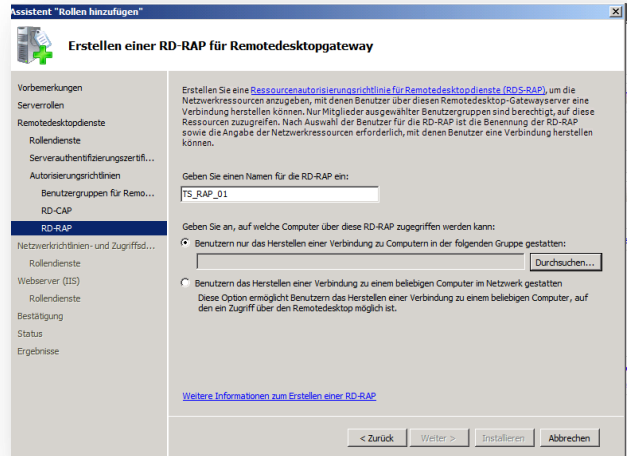 Assistent "Rollen hinzufügen"
Erstellen einer RD-RAP für Remotedesktopgateway
Vorbemerkungen
Serverrollen
Remotedesktopdienste
Rollendienste
Serverauthentifizierungszertifi...
Autorisierungsrichtlinien
Benutzergruppen für Remo...
RD-CAP
RD-RAP
Netzwerkrichtlinien- und Zugriffsd...
Rollendienste
Webserver (IIS)
Rollendienste
Bestätigung
Status
Ergebnisse
Erstellen Sie eine Ressourcenautorisierungsrichtlinie für Remotedesktopdienste (RDS-RAP), um die
Netzwerkressourcen anzugeben, mit denen Benutzer über diesen Remotedesktop-Gatewayserver eine
Verbindung herstellen können. Nur Mitglieder ausgewählter Benutzergruppen sind berechtigt, auf diese
Ressourcen zuzugreifen. Nach Auswahl der Benutzer für die RD-RAP ist die Benennung der RD-RAP
sowie die Angabe der Netzwerkressourcen erforderlich, mit denen Benutzer eine Verbindung herstellen
können.
Geben Sie einen Namen für die RD-RAP ein:
TS_RAP_01
Geben Sie an, auf welche Computer über diese RD-RAP zugegriffen werden kann:
Benutzern nur das Herstellen einer Verbindung zu Computern in der folgenden Gruppe gestatten:
Durchsuchen...
Benutzern das Herstellen einer Verbindung zu einem beliebigen Computer im Netzwerk gestatten
Diese Option ermöglicht Benutzern das Herstellen einer Verbindung zu einem beliebigen Computer, auf
den ein Zugriff über den Remotedesktop möglich ist.
Weitere Informationen zum Erstellen einer RD-RAP
< Zurück Weiter > Installieren Abbrechen